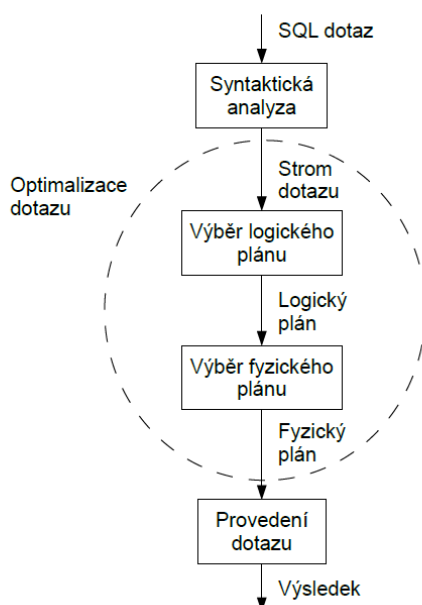 SQL dotaz
Syntaktická
analyza
Optimalizace
dotazu
Strom
dotazu
Výběr logického
plánu
Logický
plán
Výběr fyzického
plánu
Fyzický
plán
Provedení
dotazu
Výsledek